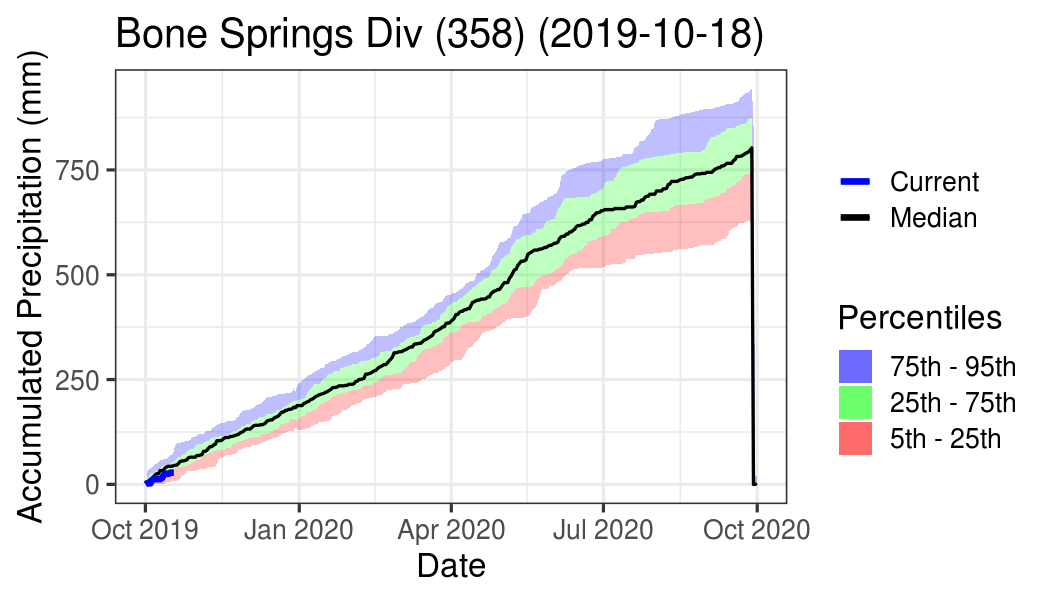 Bone Springs Div (358) (2019-10-18)
Accumulated Precipitation (mm)
750
500
250
0
Oct 2019
Jan 2020
Apr 2020
Jul 2020
Oct 2020
Date
Current
Median
Percentiles
75th - 95th
25th - 75th
5th - 25th